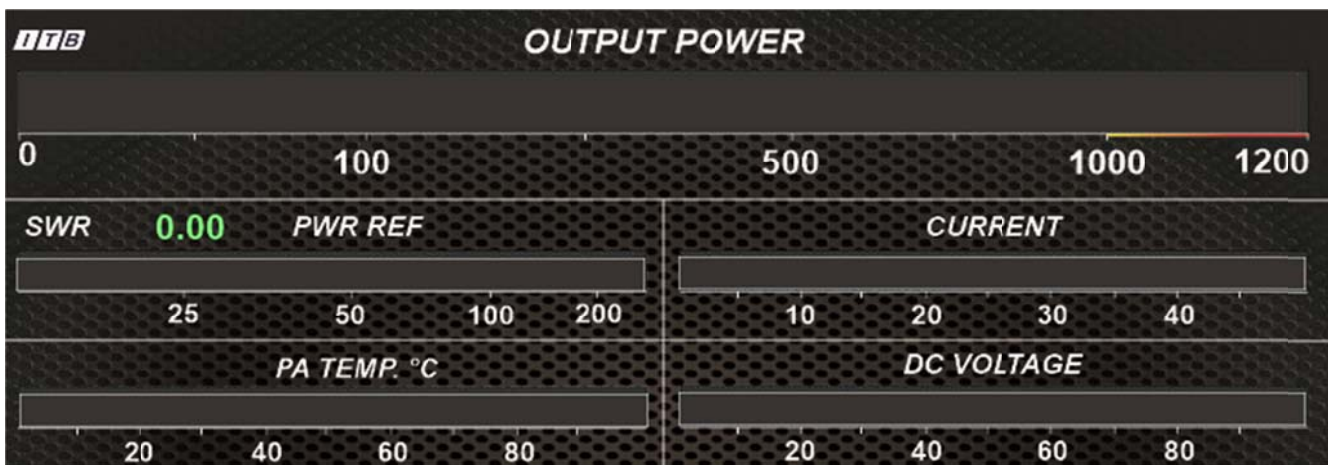 ITB
OUTPUT POWER
0 100 500 1000 1200
SWR 0.00 PWR REF
25 50 100 200
CURRENT
10 20 30 40
PA TEMP. °C
20 40 60 80
DC VOLTAGE
20 40 60 80